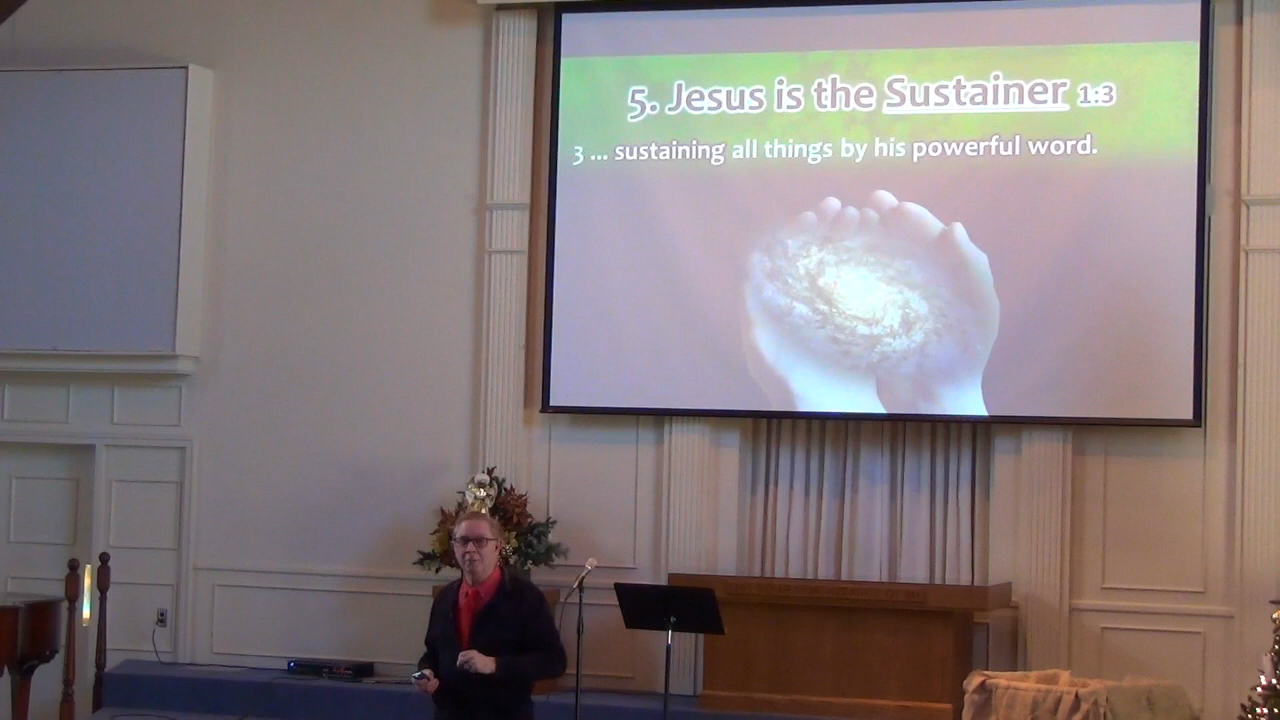 5. Jesus is the Sustainer 1:3
3 ... sustaining all things by his powerful word.